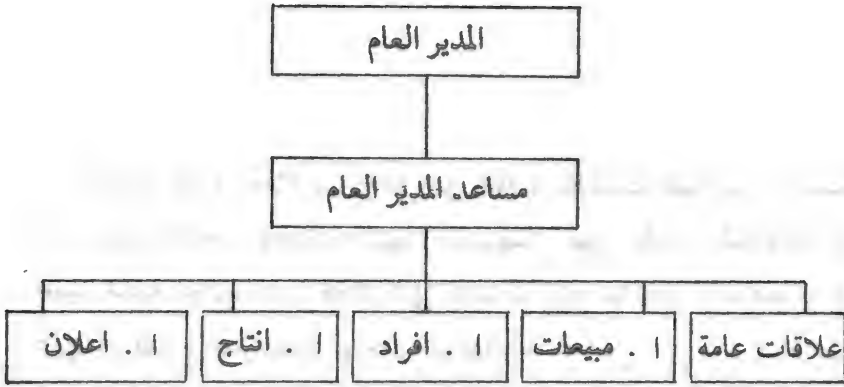 المدير العام
مساعد المدير العام
علاقات عامة
ا . مبيعات
ا . افراد
ا . انتاج
ا . اعلان